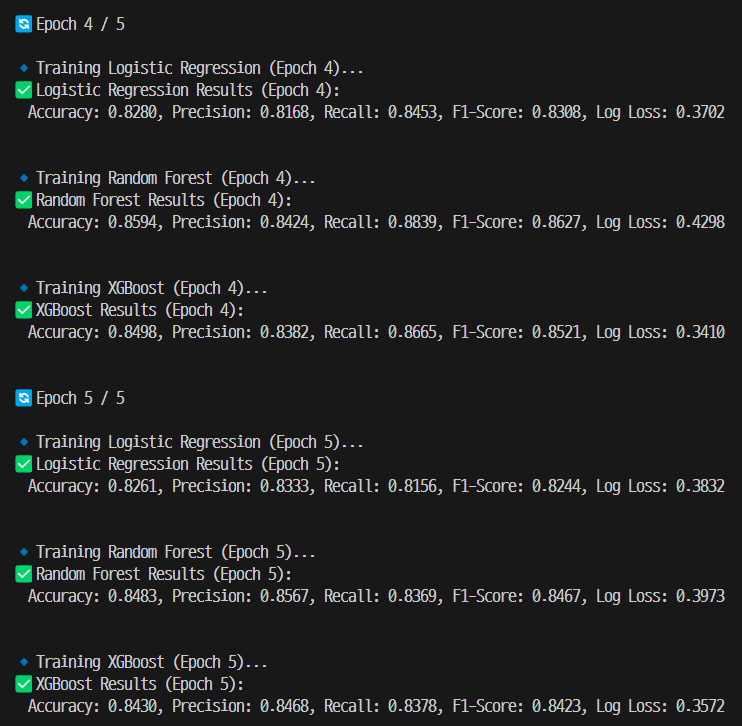 🔄 Epoch 4 / 5
🔹 Training Logistic Regression (Epoch 4)...
✅ Logistic Regression Results (Epoch 4):
Accuracy: 0.8280, Precision: 0.8168, Recall: 0.8453, F1-Score: 0.8308, Log Loss: 0.3702
🔹 Training Random Forest (Epoch 4)...
✅ Random Forest Results (Epoch 4):
Accuracy: 0.8594, Precision: 0.8424, Recall: 0.8839, F1-Score: 0.8627, Log Loss: 0.4298
🔹 Training XGBoost (Epoch 4)...
✅ XGBoost Results (Epoch 4):
Accuracy: 0.8498, Precision: 0.8382, Recall: 0.8665, F1-Score: 0.8521, Log Loss: 0.3410
🔄 Epoch 5 / 5
🔹 Training Logistic Regression (Epoch 5)...
✅ Logistic Regression Results (Epoch 5):
Accuracy: 0.8261, Precision: 0.8333, Recall: 0.8156, F1-Score: 0.8244, Log Loss: 0.3832
🔹 Training Random Forest (Epoch 5)...
✅ Random Forest Results (Epoch 5):
Accuracy: 0.8483, Precision: 0.8567, Recall: 0.8369, F1-Score: 0.8467, Log Loss: 0.3973
🔹 Training XGBoost (Epoch 5)...
✅ XGBoost Results (Epoch 5):
Accuracy: 0.8430, Precision: 0.8468, Recall: 0.8378, F1-Score: 0.8423, Log Loss: 0.3572